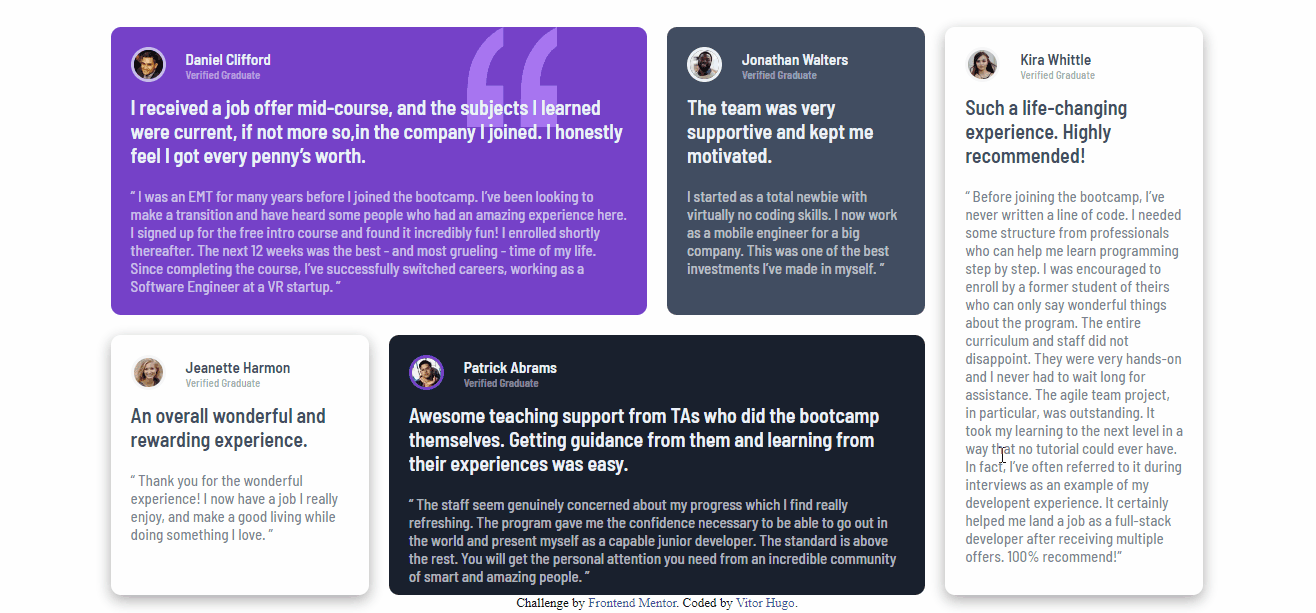 Daniel Clifford
Verified Graduate
I received a job offer mid-course, and the subjects I learned
were current, if not more so,in the company I joined. I honestly
feel I got every penny’s worth.
“ I was an EMT for many years before I joined the bootcamp. I’ve been looking to
make a transition and have heard some people who had an amazing experience here.
I signed up for the free intro course and found it incredibly fun! I enrolled shortly
thereafter. The next 12 weeks was the best - and most grueling - time of my life.
Since completing the course, I’ve successfully switched careers, working as a
Software Engineer at a VR startup. ”
Jonathan Walters
Verified Graduate
The team was very
supportive and kept me
motivated.
I started as a total newbie with
virtually no coding skills. I now work
as a mobile engineer for a big
company. This was one of the best
investments I’ve made in myself. ”
Kira Whittle
Verified Graduate
Such a life-changing
experience. Highly
recommended!
“ Before joining the bootcamp, I’ve
never written a line of code. I needed
some structure from professionals
who can help me learn programming
step by step. I was encouraged to
enroll by a former student of theirs
who can only say wonderful things
about the program. The entire
curriculum and staff did not
disappoint. They were very hands-on
and I never had to wait long for
assistance. The agile team project,
in particular, was outstanding. It
took my learning to the next level in a
way that no tutorial could ever have.
In fact, I’ve often referred to it during
interviews as an example of my
developent experience. It certainly
helped me land a job as a full-stack
developer after receiving multiple
offers. 100% recommend!”
Jeanette Harmon
Verified Graduate
An overall wonderful and
rewarding experience.
“ Thank you for the wonderful
experience! I now have a job I really
enjoy, and make a good living while
doing something I love. ”
Patrick Abrams
Verified Graduate
Awesome teaching support from TAs who did the bootcamp
themselves. Getting guidance from them and learning from
their experiences was easy.
“ The staff seem genuinely concerned about my progress which I find really
refreshing. The program gave me the confidence necessary to be able to go out in
the world and present myself as a capable junior developer. The standard is above
the rest. You will get the personal attention you need from an incredible community
of smart and amazing people. ”
Challenge by Frontend Mentor. Coded by Vitor Hugo.